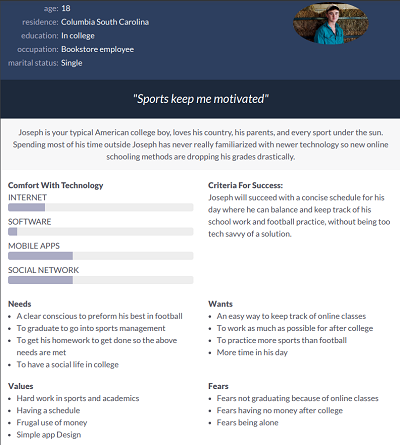 age: 18
residence: Columbia South Carolina
education: In college
occupation: Bookstore employee
marital status: Single
"Sports keep me motivated"
Joseph is your typical American college boy, loves his country, his parents, and every sport under the sun.
Spending most of his time outside Joseph has never really familiarized with newer technology so new online
schooling methods are dropping his grades drastically.
Comfort With Technology
INTERNET
SOFTWARE
MOBILE APPS
SOCIAL NETWORK
Criteria For Success:
Joseph will succeed with a concise schedule for his
day where he can balance and keep track of his
school work and football practice, without being too
tech savvy of a solution.
Needs
• A clear conscious to preform his best in football
• To graduate to go into sports management
• To get his homework to get done so the above
needs are met
• To have a social life in college
Wants
• An easy way to keep track of online classes
• To work as much as possible for after college
• To practice more sports than football
• More time in his day
Values
• Hard work in sports and academics
• Having a schedule
• Frugal use of money
• Simple app Design
Fears
• Fears not graduating because of online classes
• Fears having no money after college
• Fears being alone